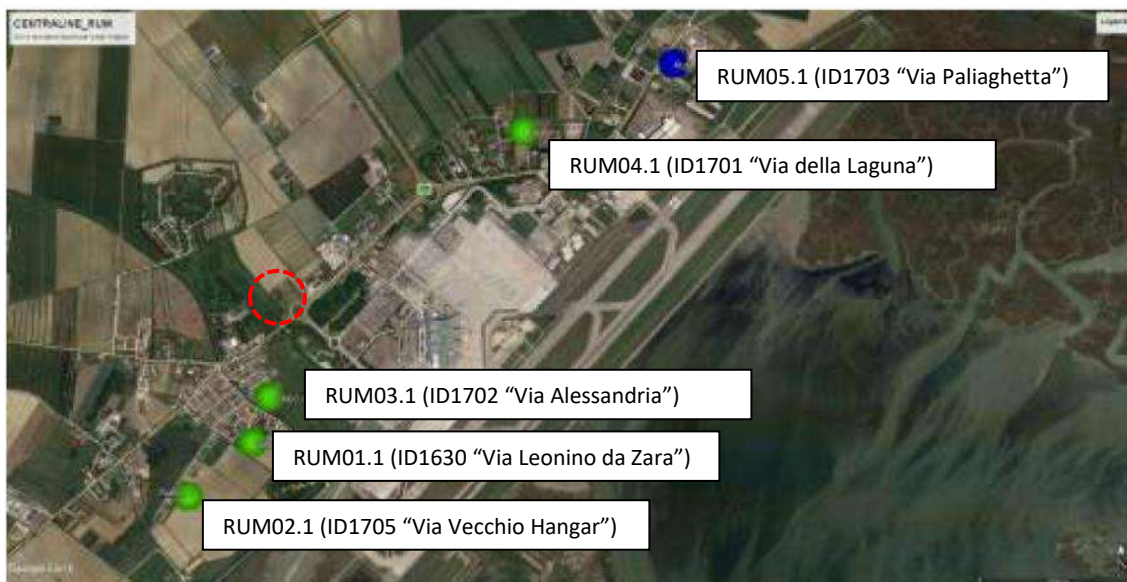 CENTRALINE_RUM
RUM05.1 (ID1703 “Via Paliaghetta”)
RUM04.1 (ID1701 “Via della Laguna”)
RUM03.1 (ID1702 “Via Alessandria”)
RUM01.1 (ID1630 “Via Leonino da Zara”)
RUM02.1 (ID1705 “Via Vecchio Hangar”)